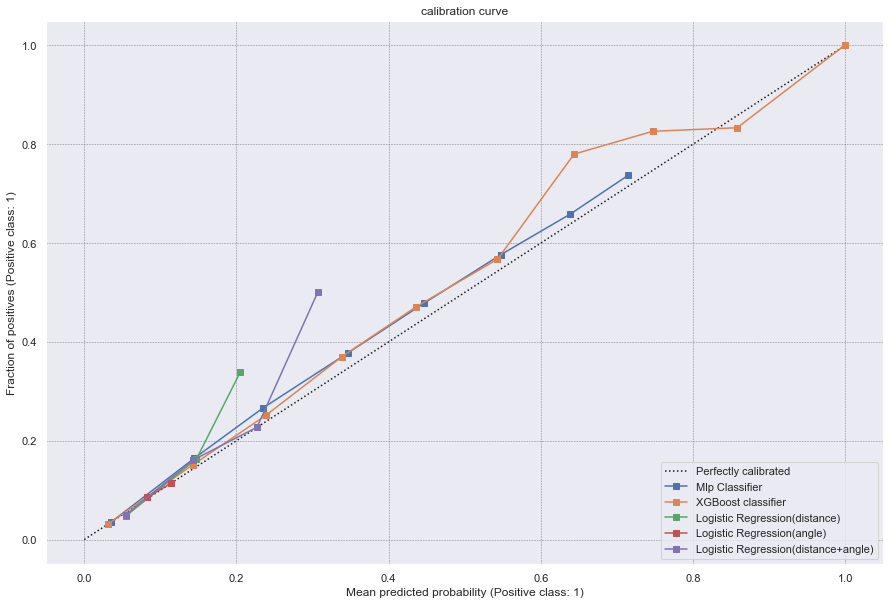 calibration curve
Fraction of positives (Positive class: 1)
1.0
0.8
0.6
0.4
0.2
0.0
Perfectly calibrated
Mlp Classifier
XGBoost classifier
Logistic Regression(distance)
Logistic Regression(angle)
Logistic Regression(distance+angle)
0.0 0.2 0.4 0.6 0.8 1.0
Mean predicted probability (Positive class: 1)